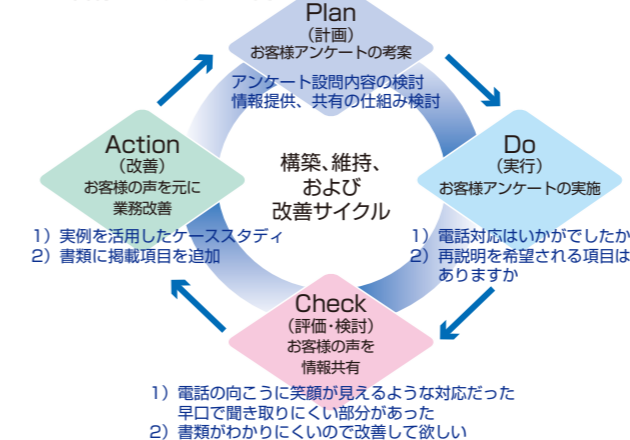 Plan
（計画）
お客様アンケートの考案
アンケート設問内容の検討
情報提供、共有の仕組み検討
Do
（実行）
お客様アンケートの実施
1）電話対応はいかがでしたか
2）再説明を希望される項目は
ありますか
Check
（評価・検討）
お客様の声を
情報共有
1）電話の向こうに笑顔が見えるような対応だった
早口で聞き取りにくい部分があった
2）書類がわかりにくいので改善して欲しい
Action
（改善）
お客様の声を元に
業務改善
1）実例を活用したケーススタディ
2）書類に掲載項目を追加
構築、維持、
および
改善サイクル